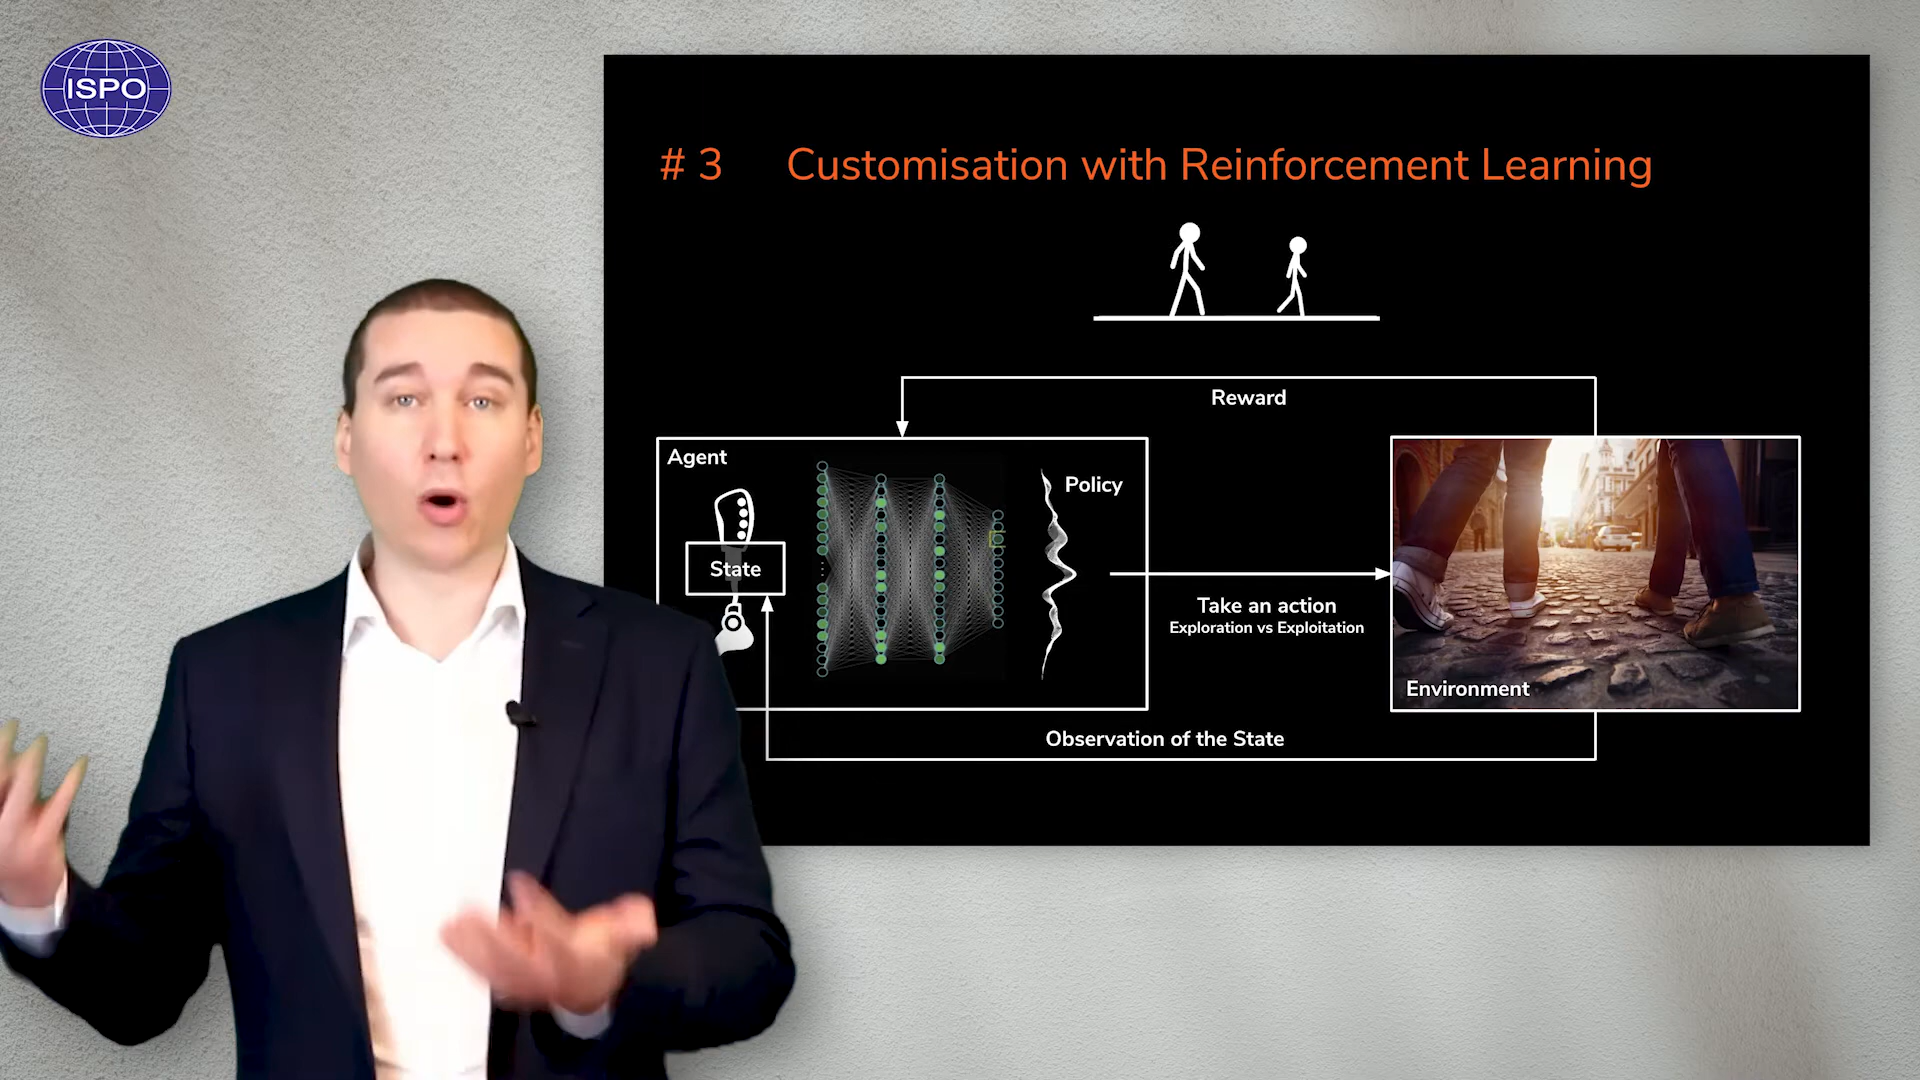 ISPO
# 3 Customisation with Reinforcement Learning
Reward
Agent
Policy
State
Take an action
Exploration vs Exploitation
Environment
Observation of the State